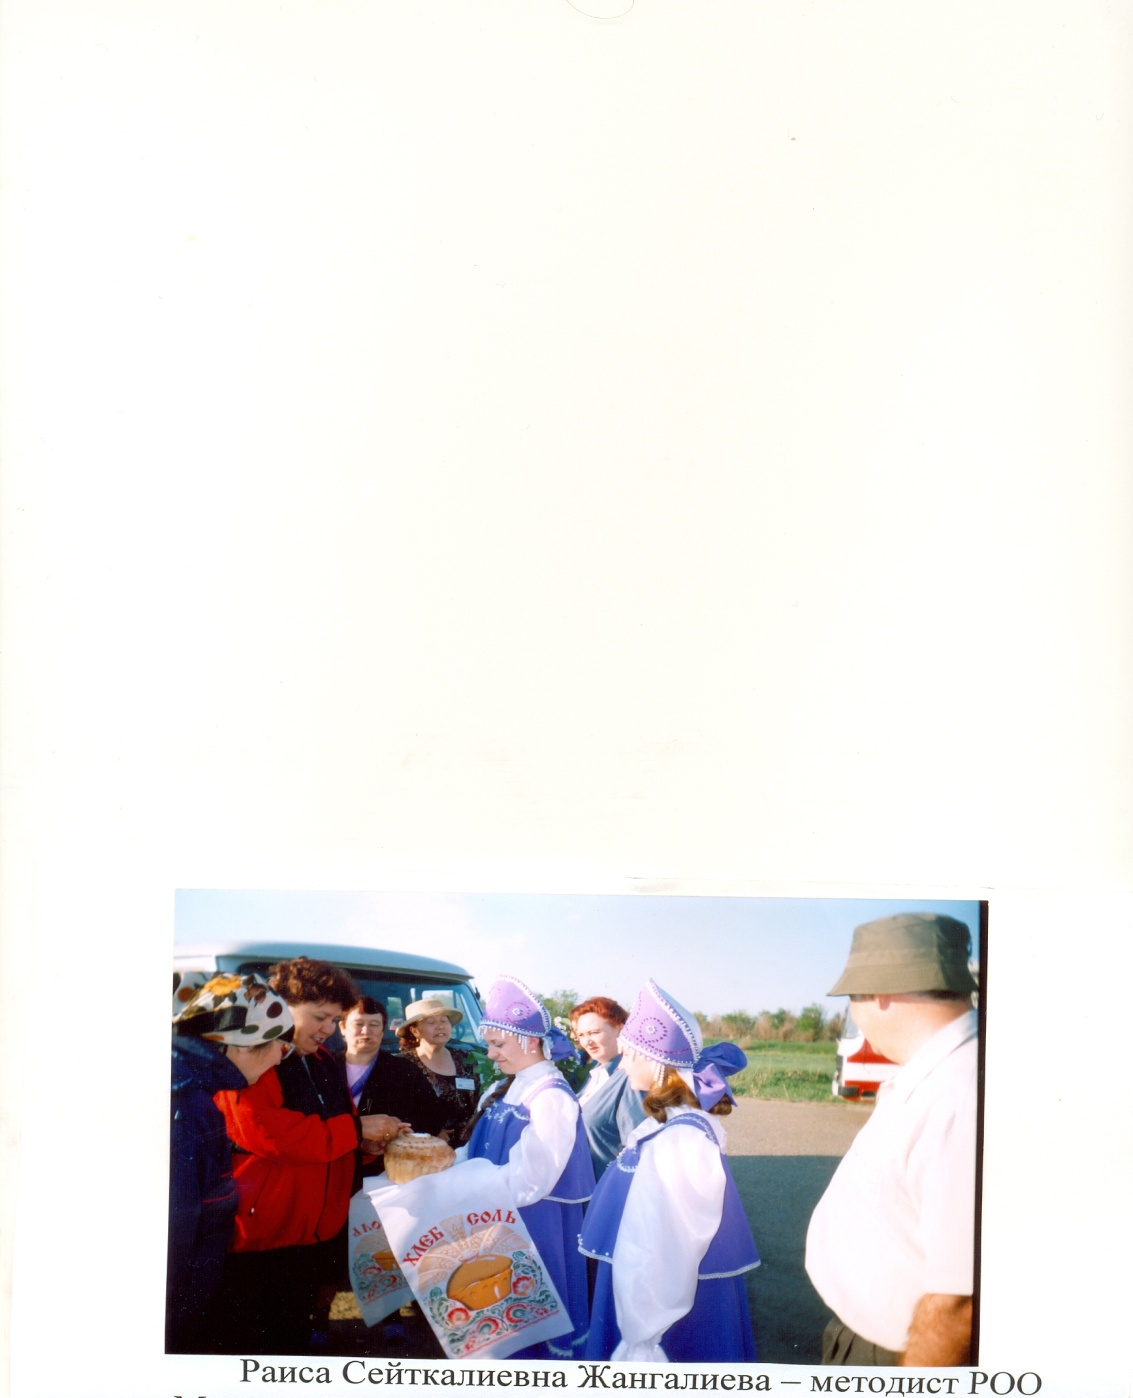 ХЛЕБ СОЛЬ
Раиса Сейткалиевна Жангалиева – методист РОО